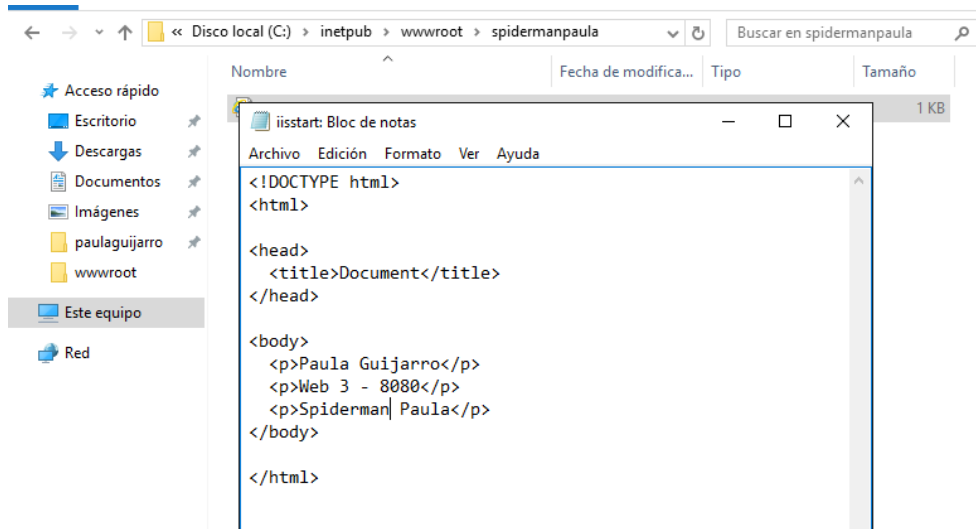 « Disco local (C:) > inetpub > wwwroot > spidermanpaula
Buscar en spidermanpaula
Nombre Fecha de modifica... Tipo Tamaño
Acceso rápido
Escritorio
Descargas
Documentos
Imágenes
paulaguijarro
wwwroot
Este equipo
Red
1 KB
iisstart: Bloc de notas
Archivo Edición Formato Ver Ayuda
<!DOCTYPE html>
<html>
<head>
<title>Document</title>
</head>
<body>
<p>Paula Guijarro</p>
<p>Web 3 - 8080</p>
<p>Spiderman Paula</p>
</body>
</html>